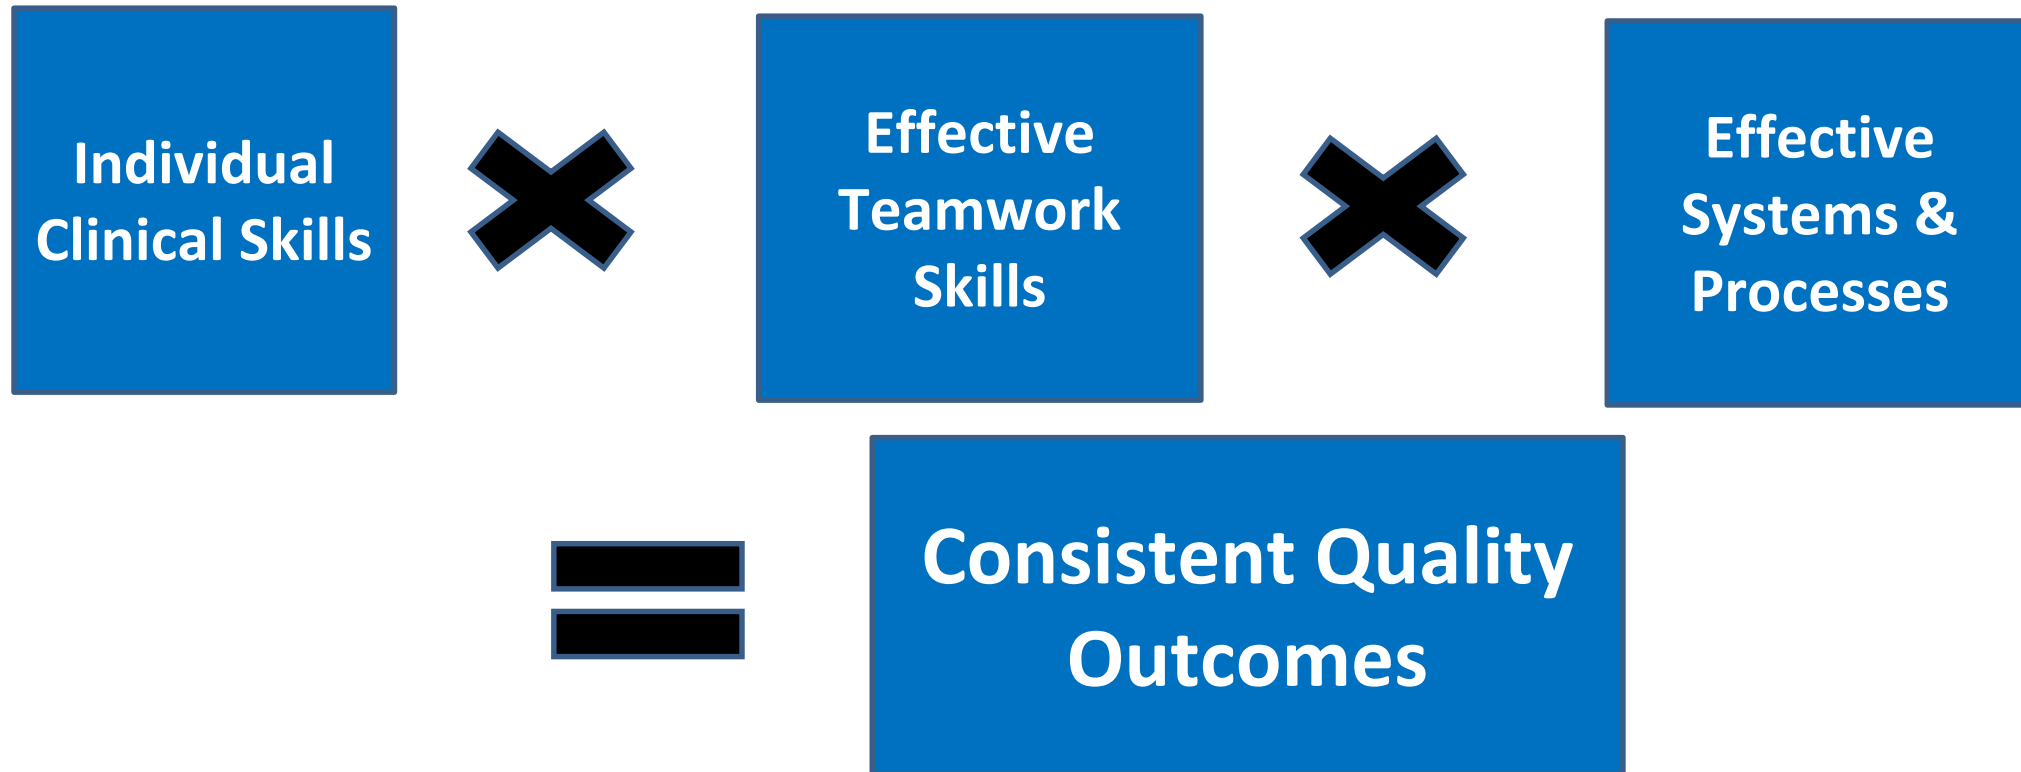 Individual
Clinical Skills
Effective
Teamwork
Skills
Effective
Systems &
Processes
Consistent Quality
Outcomes